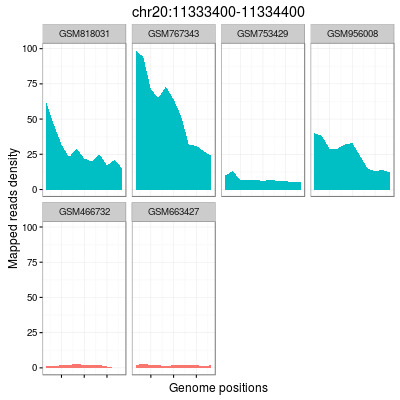 chr20:11333400-11334400
GSM818031 GSM767343 GSM753429 GSM956008
100
75
50
25
0
Mapped reads density
GSM466732 GSM663427
100
75
50
25
0
Genome positions